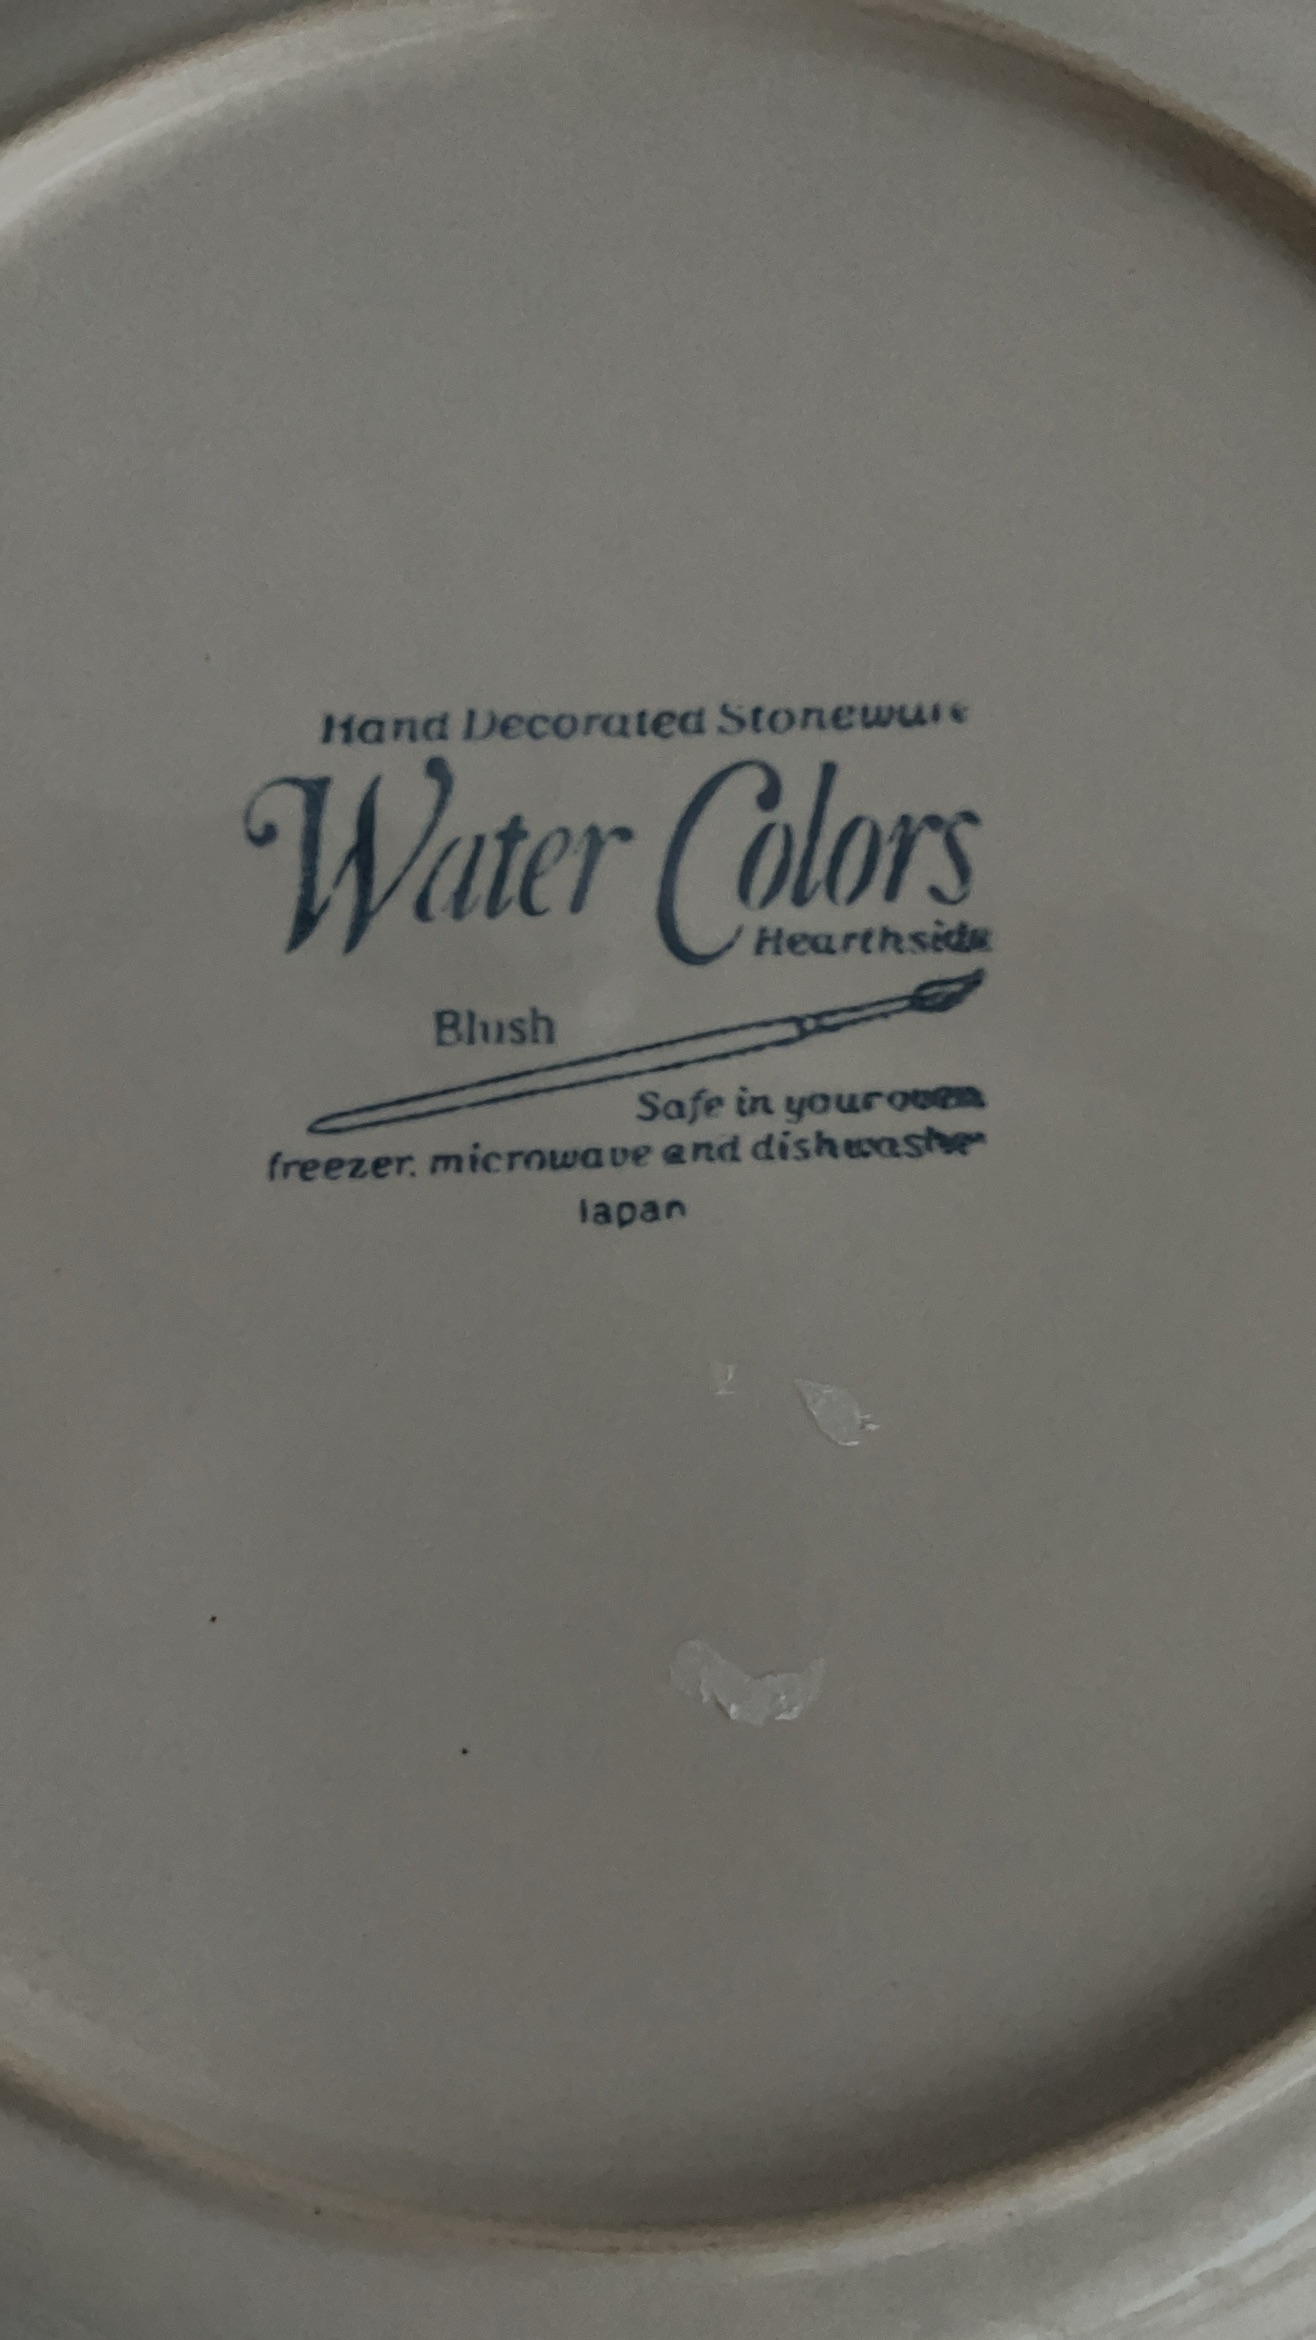 Hand Decorated Stoneware
Water Colors
Hearthside
Blush
Safe in your oven
freezer. microwave and dishwasher
Japan